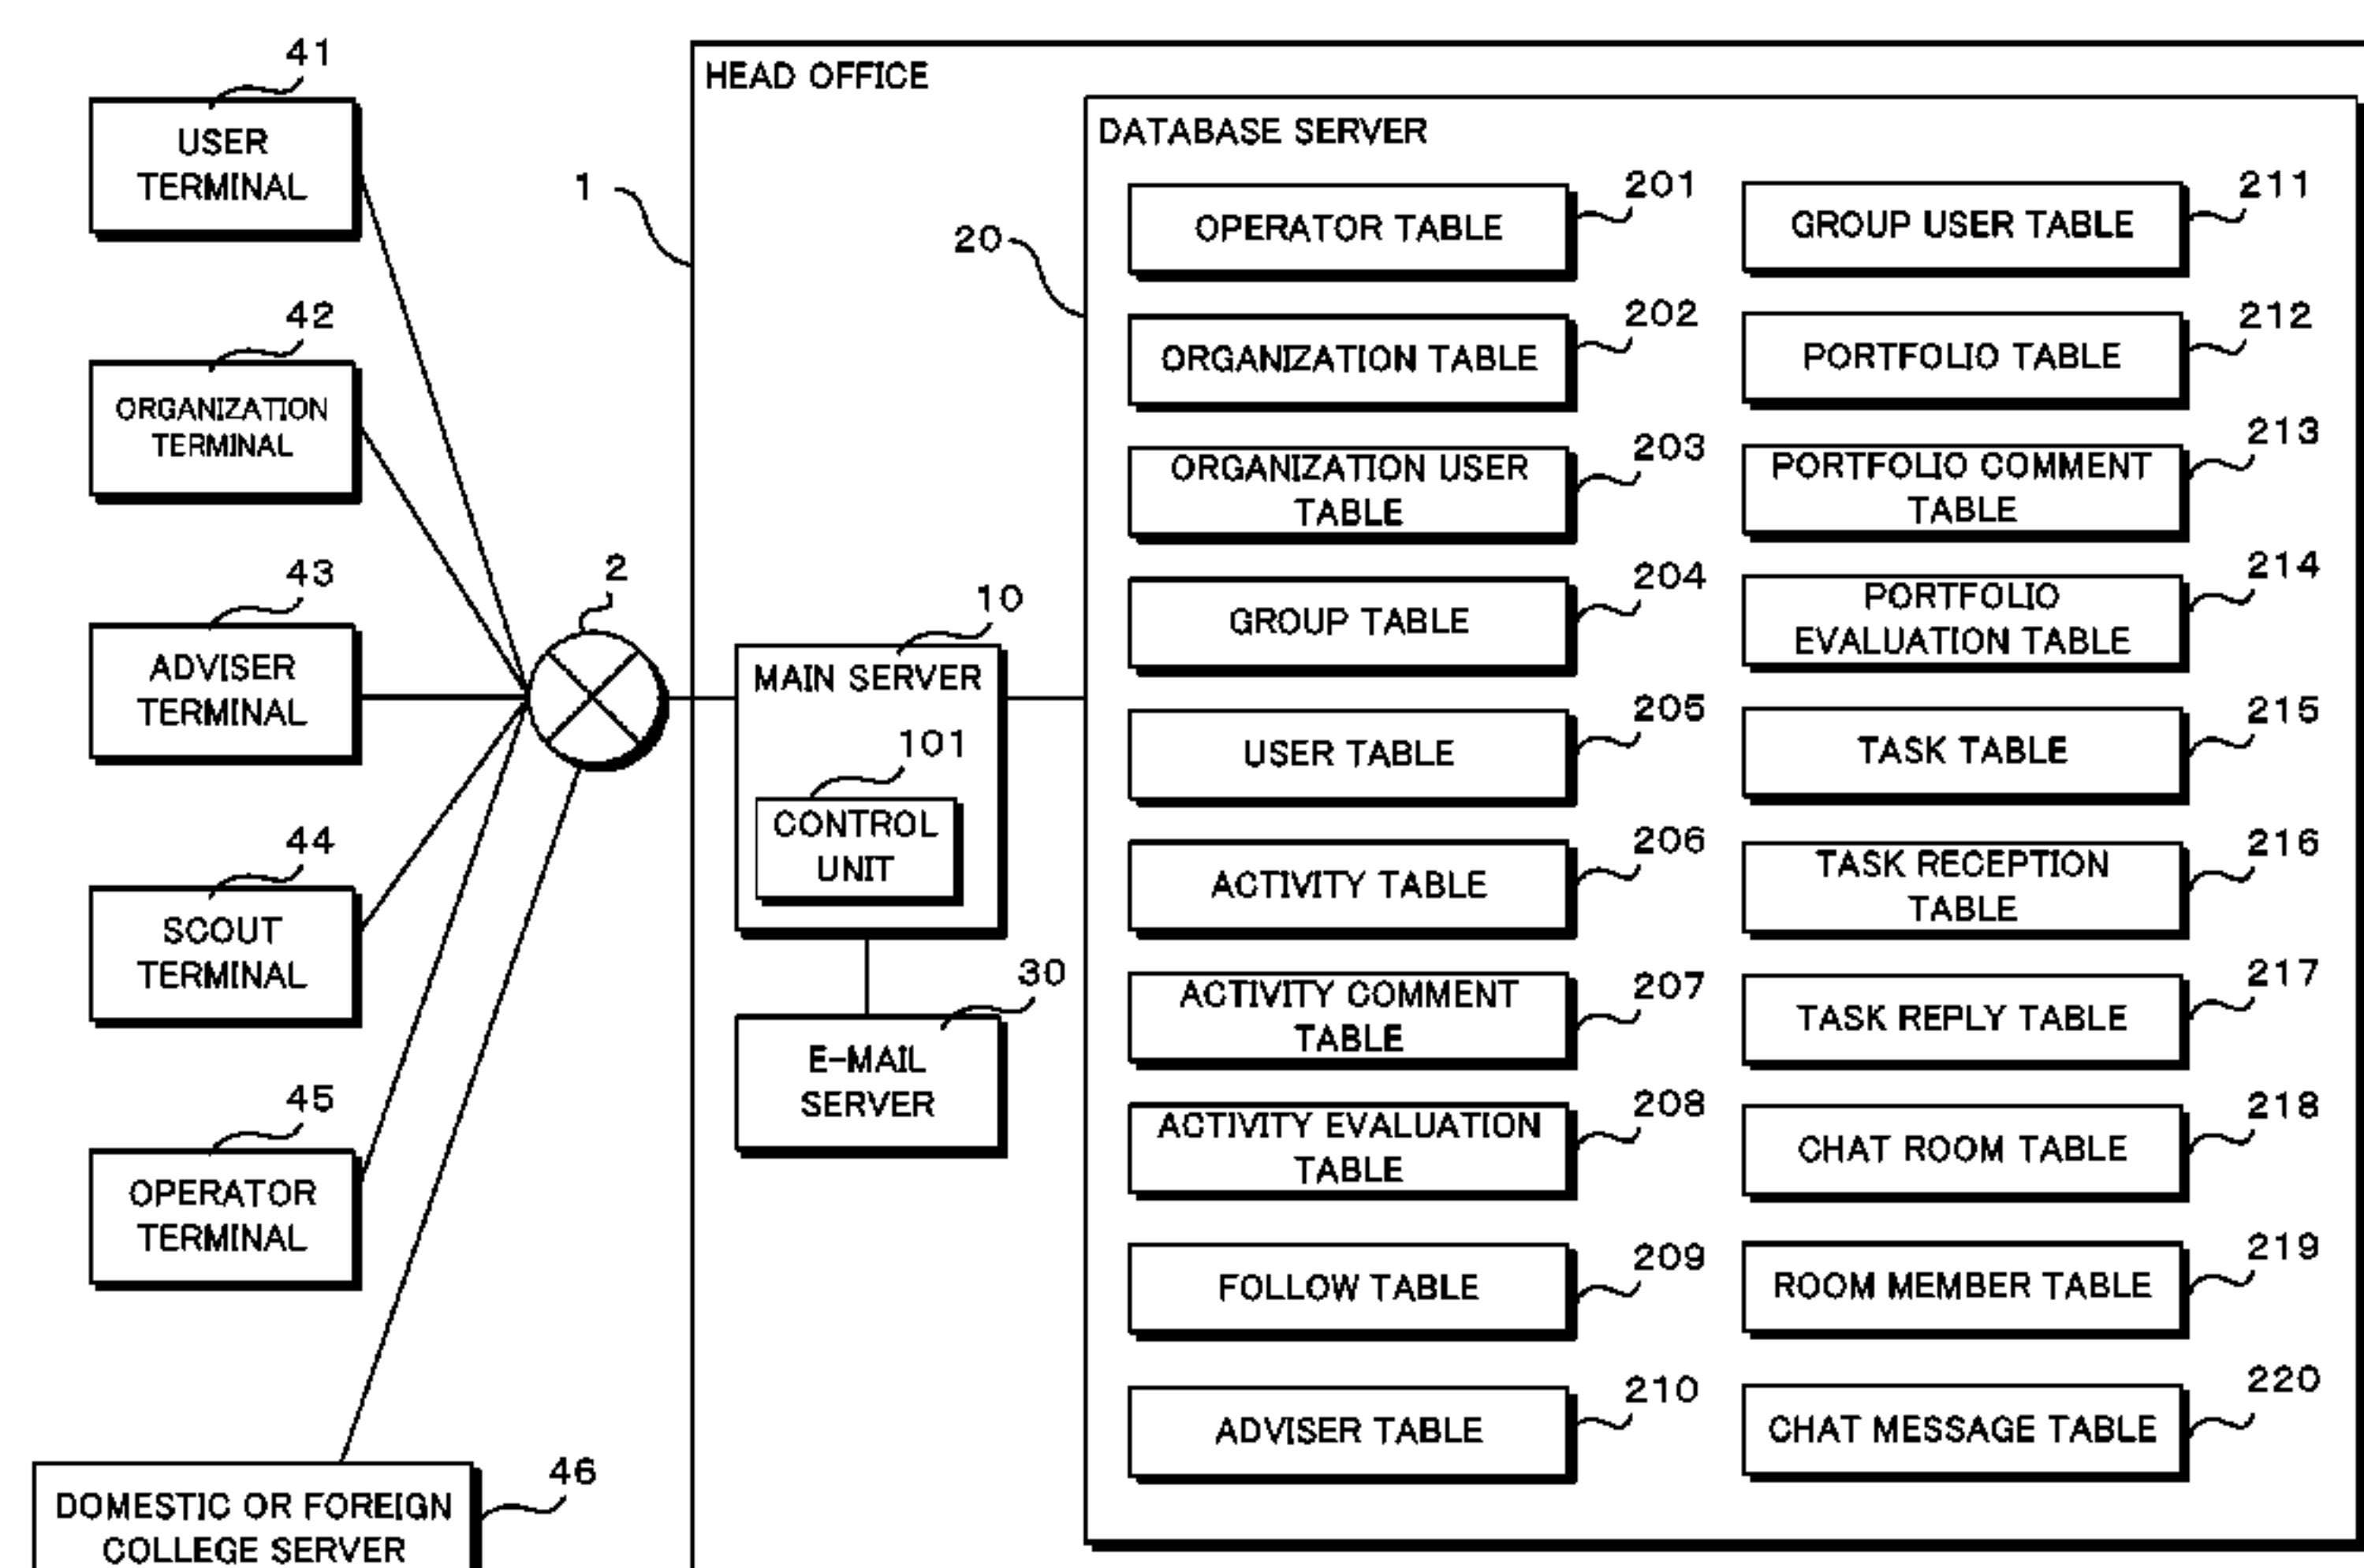 41
USER
TERMINAL
42
ORGANIZATION
TERMINAL
43
ADVISER
TERMINAL
44
SCOUT
TERMINAL
45
OPERATOR
TERMINAL
46
DOMESTIC OR FOREIGN
COLLEGE SERVER
2
1
HEAD OFFICE
10
MAIN SERVER
101
CONTROL
UNIT
30
E-MAIL
SERVER
20
DATABASE SERVER
201
OPERATOR TABLE
202
ORGANIZATION TABLE
203
ORGANIZATION USER
TABLE
204
GROUP TABLE
205
USER TABLE
206
ACTIVITY TABLE
207
ACTIVITY COMMENT
TABLE
208
ACTIVITY EVALUATION
TABLE
209
FOLLOW TABLE
210
ADVISER TABLE
211
GROUP USER TABLE
212
PORTFOLIO TABLE
213
PORTFOLIO COMMENT
TABLE
214
PORTFOLIO
EVALUATION TABLE
215
TASK TABLE
216
TASK RECEPTION
TABLE
217
TASK REPLY TABLE
218
CHAT ROOM TABLE
219
ROOM MEMBER TABLE
220
CHAT MESSAGE TABLE